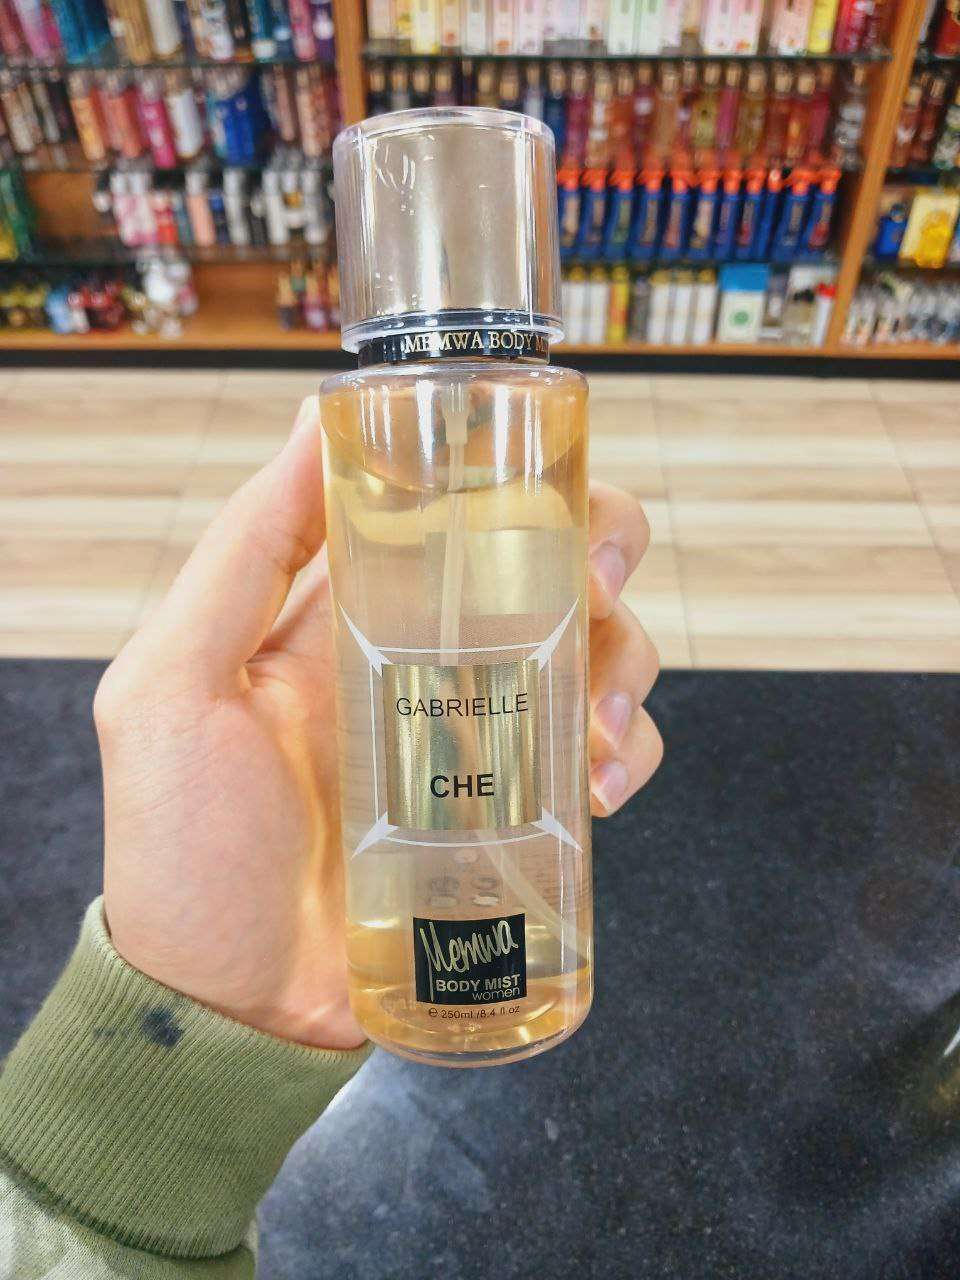 MEMWA BODY
GABRIELLE
CHE
Memwa
BODY MIST
women
℮ 250ml /8.4 fl oz